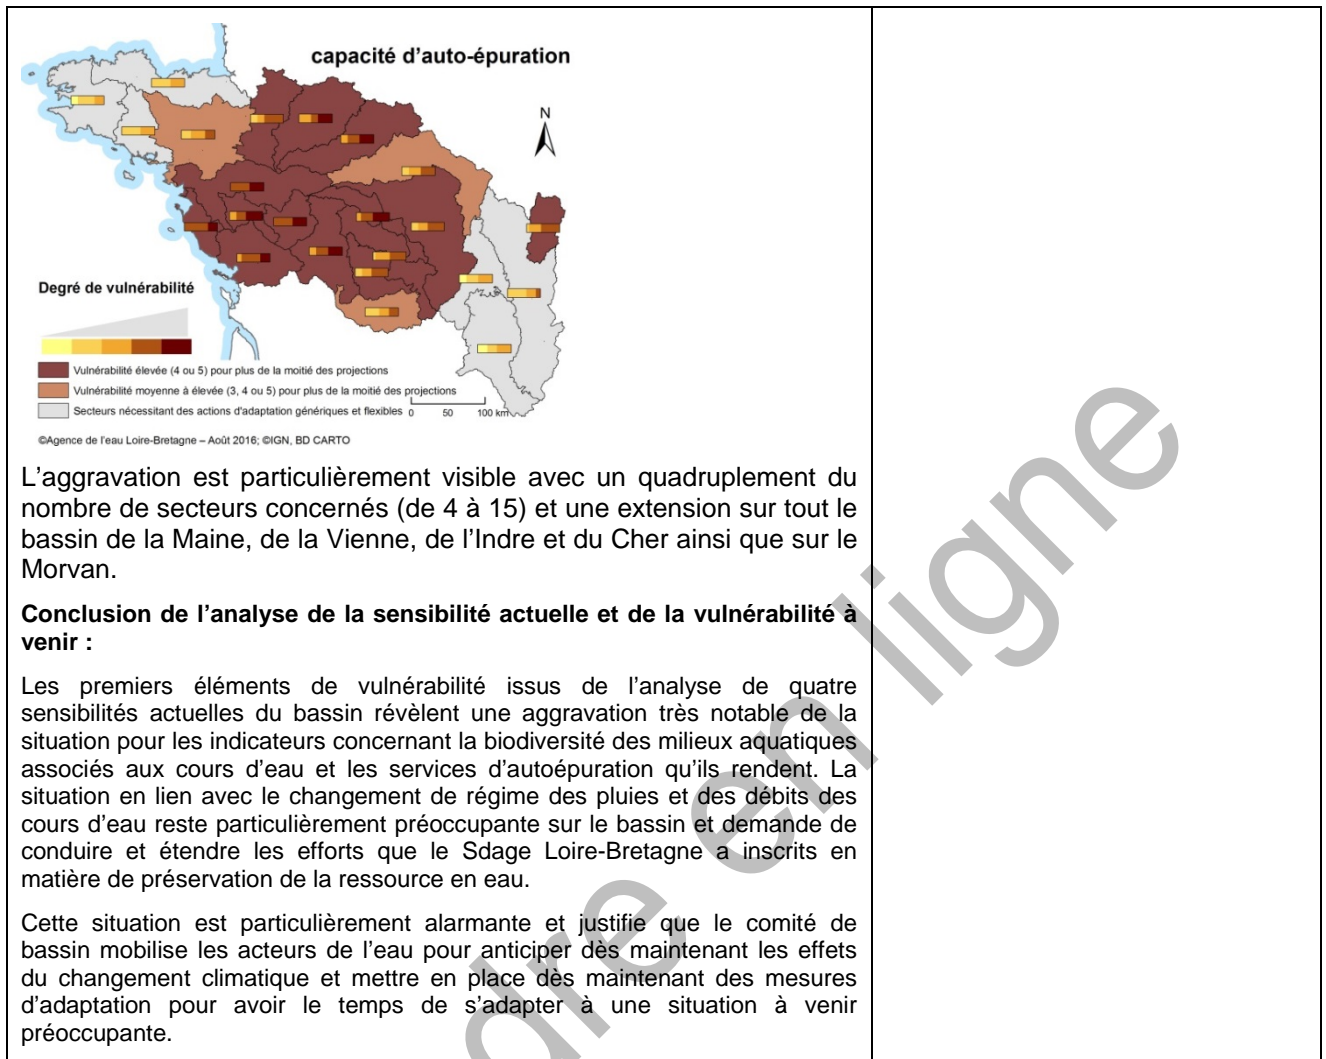 capacité d'auto-épuration
N
Degré de vulnérabilité
Vulnérabilité élevée (4 ou 5) pour plus de la moitié des projections
Vulnérabilité moyenne à élevée (3, 4 ou 5) pour plus de la moitié des projections
Secteurs nécessitant des actions d'adaptation génériques et flexibles
0 50 100 km
©Agence de l'eau Loire-Bretagne – Août 2016; ©IGN, BD CARTO
L'aggravation est particulièrement visible avec un quadruplement du
nombre de secteurs concernés (de 4 à 15) et une extension sur tout le
bassin de la Maine, de la Vienne, de l'Indre et du Cher ainsi que sur le
Morvan.
Conclusion de l'analyse de la sensibilité actuelle et de la vulnérabilité à
venir :
Les premiers éléments de vulnérabilité issus de l'analyse de quatre
sensibilités actuelles du bassin révèlent une aggravation très notable de la
situation pour les indicateurs concernant la biodiversité des milieux aquatiques
associés aux cours d'eau et les services d'autoépuration qu'ils rendent. La
situation en lien avec le changement de régime des pluies et des débits des
cours d'eau reste particulièrement préoccupante sur le bassin et demande de
conduire et étendre les efforts que le Sdage Loire-Bretagne a inscrits en
matière de préservation de la ressource en eau.
Cette situation est particulièrement alarmante et justifie que le comité de
bassin mobilise les acteurs de l'eau pour anticiper dès maintenant les effets
du changement climatique et mettre en place dès maintenant des mesures
d'adaptation pour avoir le temps de s'adapter à une situation à venir
préoccupante.
dre en ligne